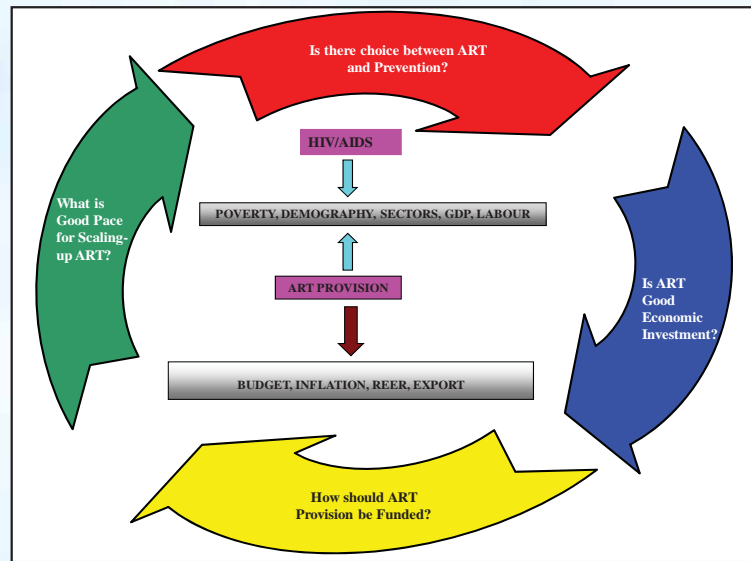 Is there choice between ART
and Prevention?
HIV/AIDS
What is
Good Pace
for Scaling-
up ART?
POVERTY, DEMOGRAPHY, SECTORS, GDP, LABOUR
ART PROVISION
Is ART
Good
Economic
Investment?
BUDGET, INFLATION, REER, EXPORT
How should ART
Provision be Funded?